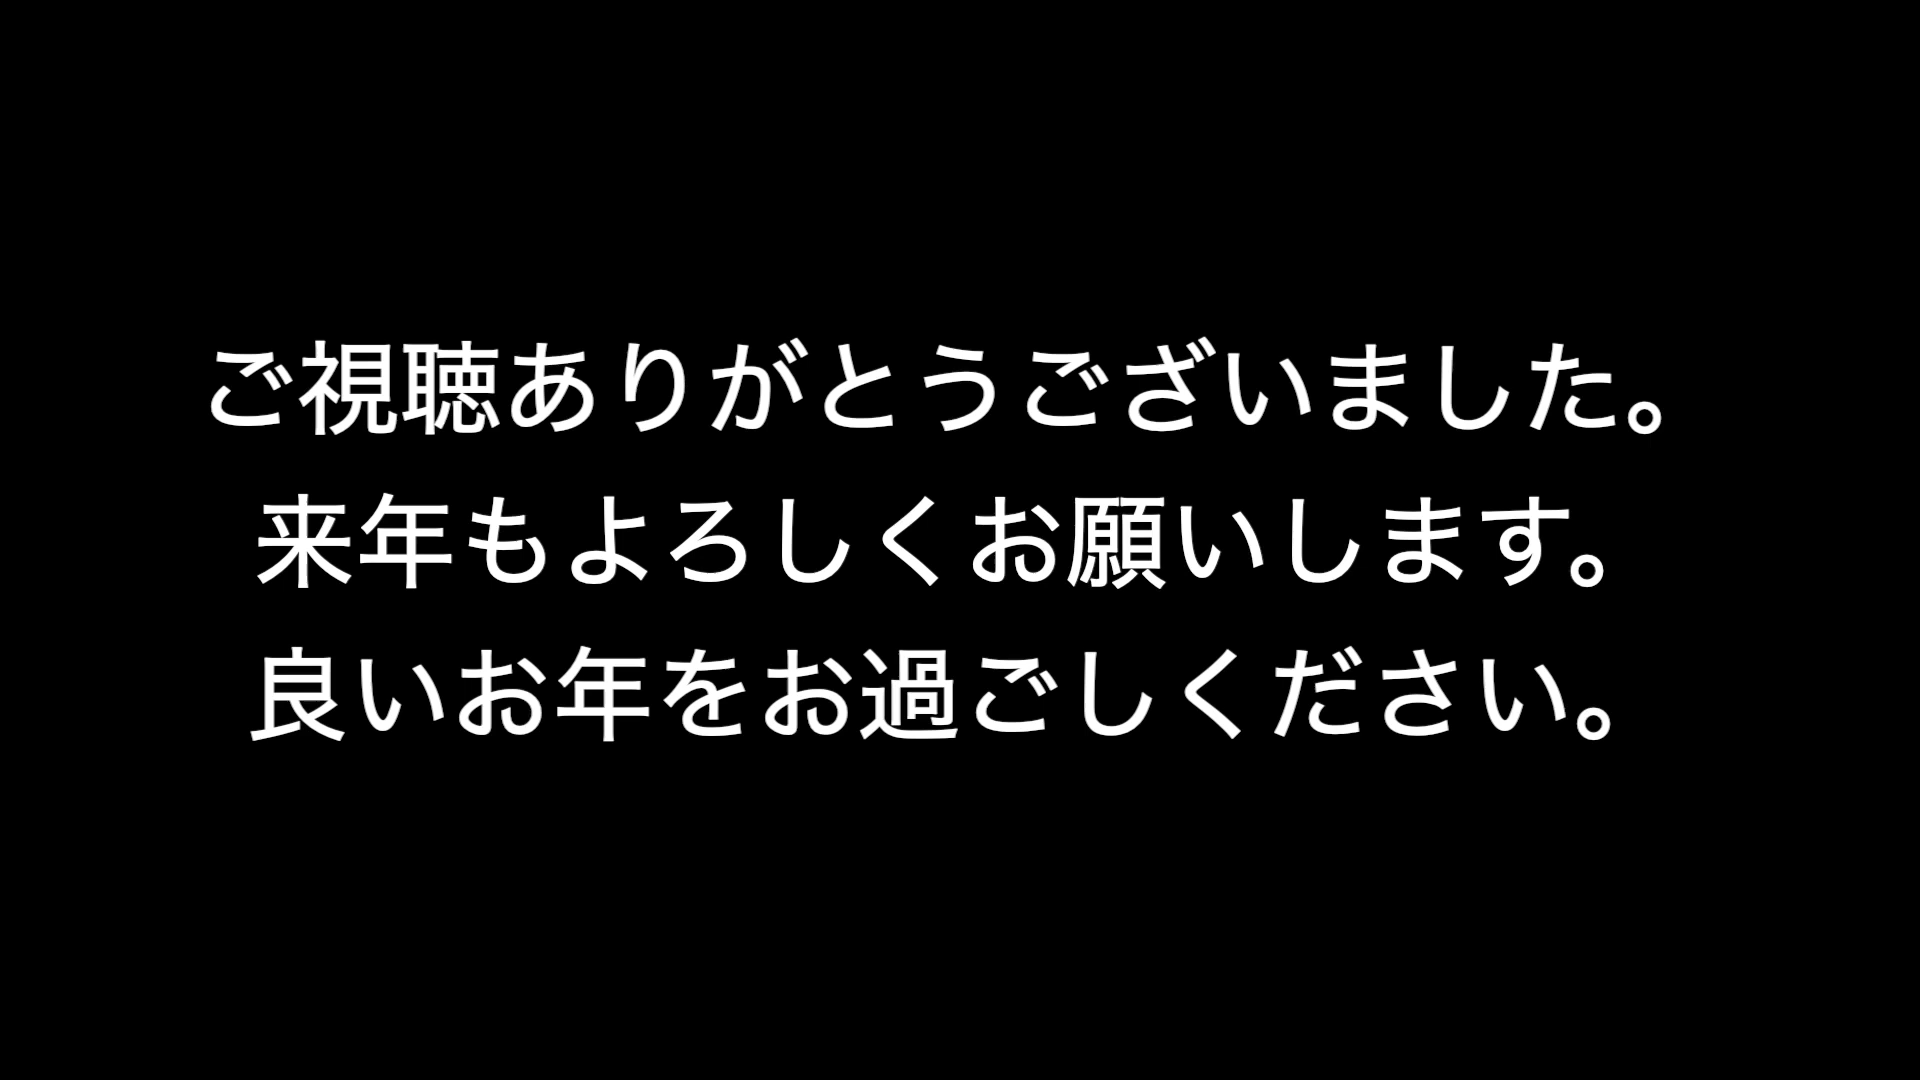 ご視聴ありがとうございました。
来年もよろしくお願いします。
良いお年をお過ごしください。